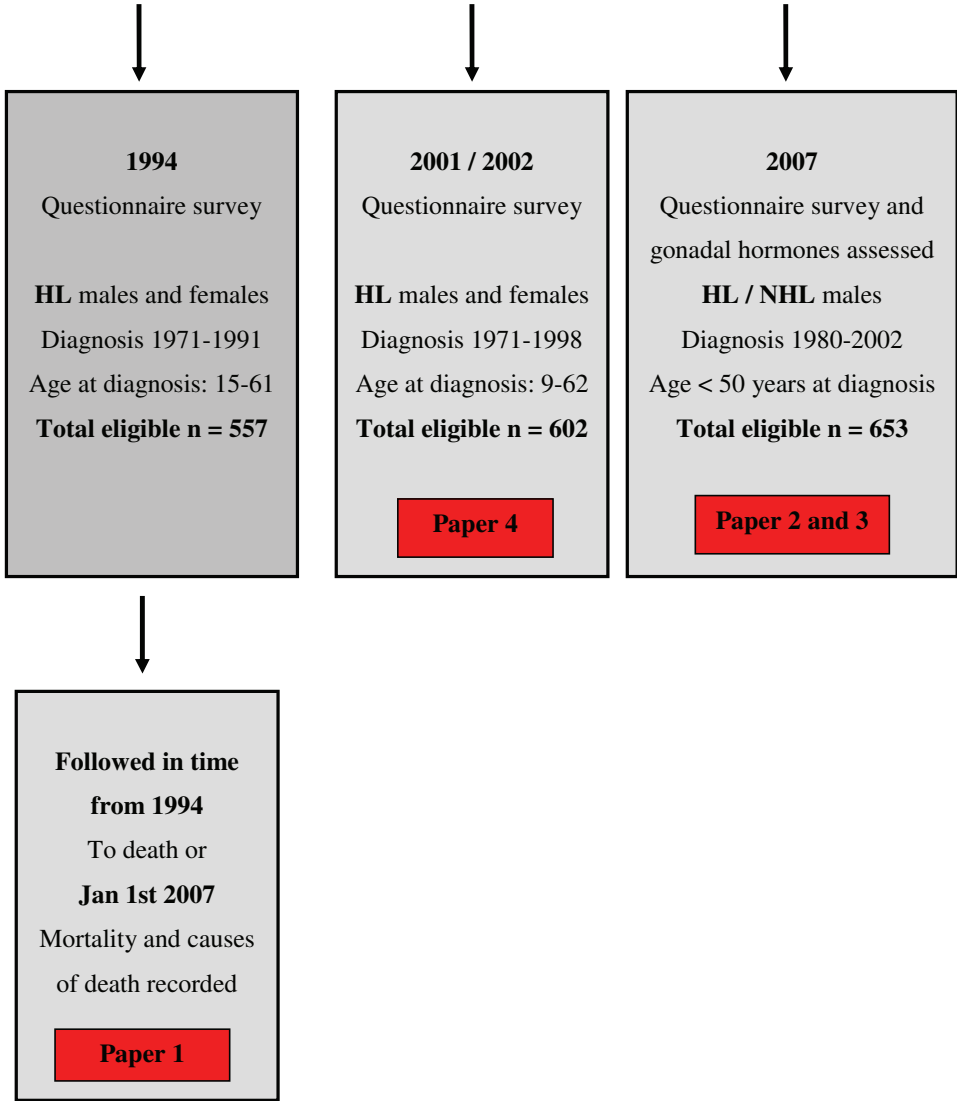 1994
Questionnaire survey
HL males and females
Diagnosis 1971-1991
Age at diagnosis: 15-61
Total eligible n = 557
2001 / 2002
Questionnaire survey
HL males and females
Diagnosis 1971-1998
Age at diagnosis: 9-62
Total eligible n = 602
Paper 4
2007
Questionnaire survey and
gonadal hormones assessed
HL / NHL males
Diagnosis 1980-2002
Age < 50 years at diagnosis
Total eligible n = 653
Paper 2 and 3
Followed in time
from 1994
To death or
Jan 1st 2007
Mortality and causes
of death recorded
Paper 1